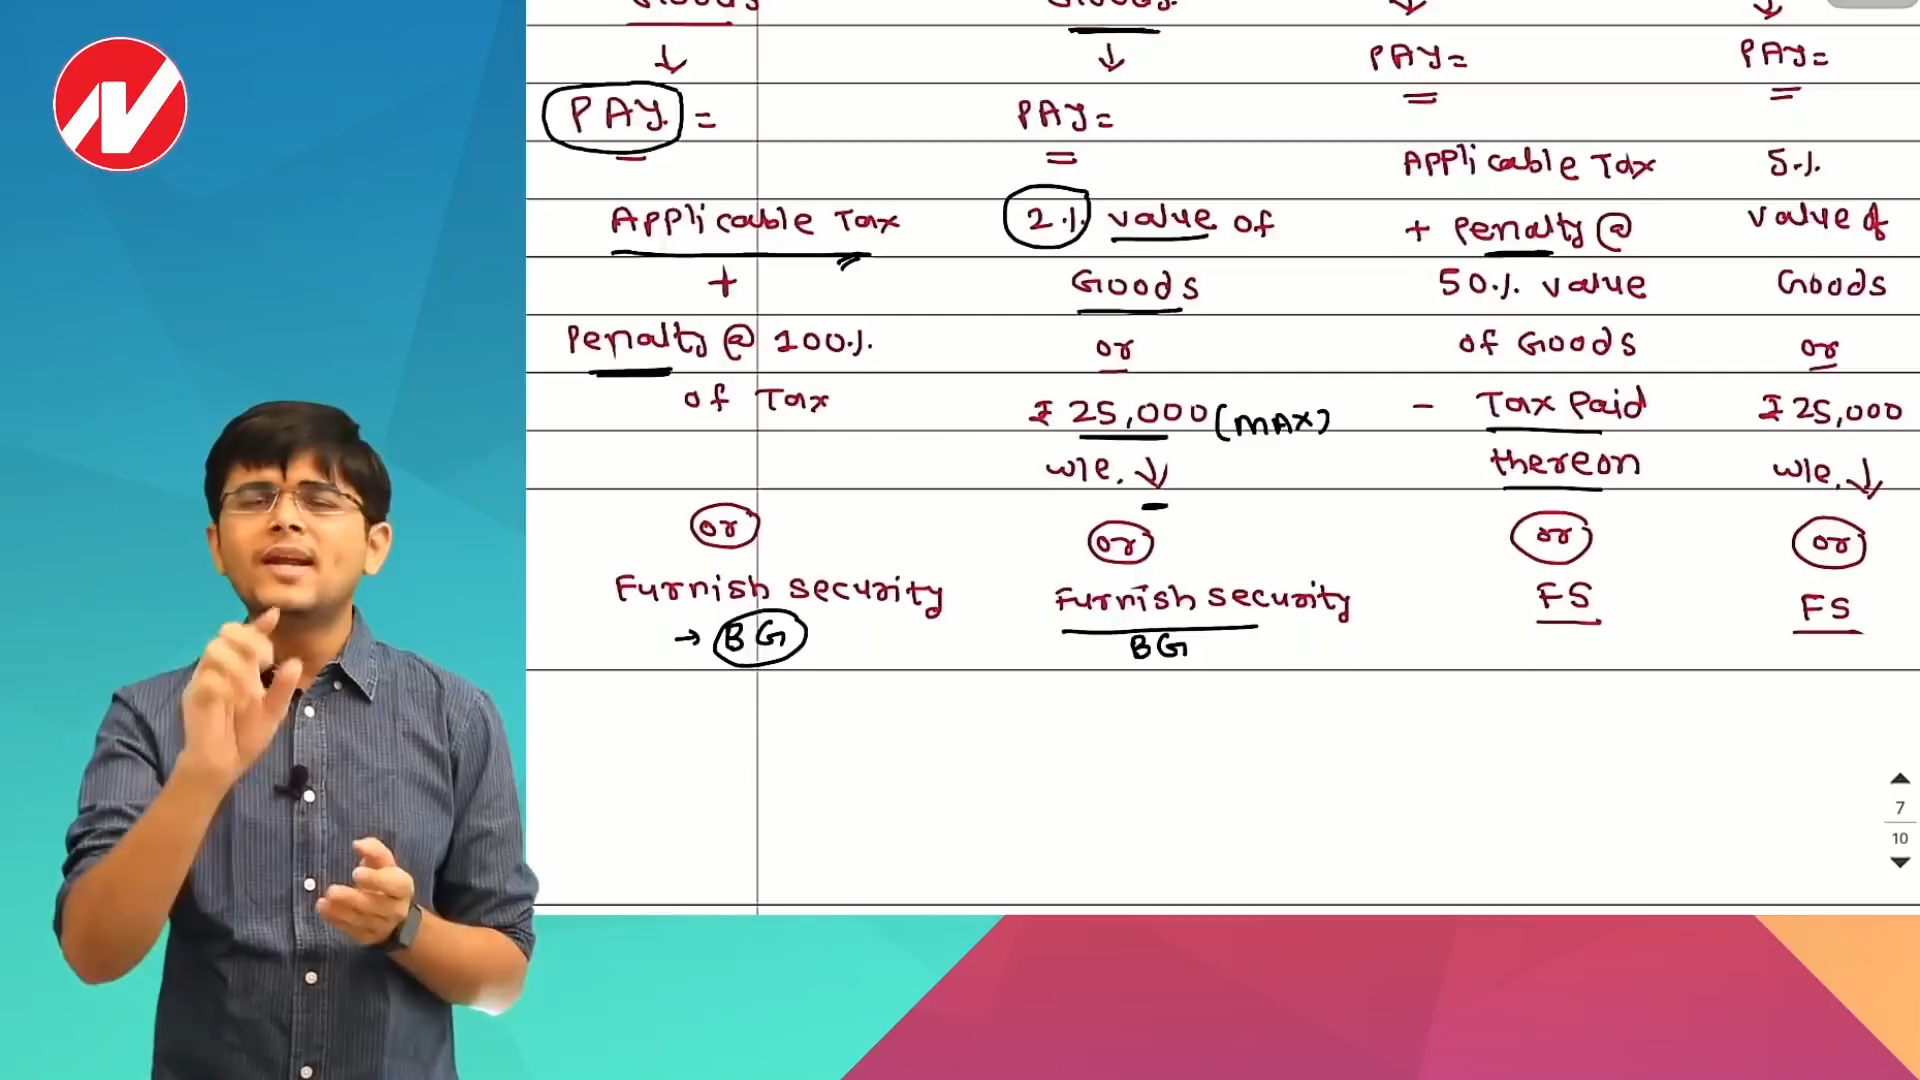 Goods
↓
PAY =
Applicable Tax
+
Penalty @ 100%
of Tax
or
Furnish security
→ BG
Goods.
↓
PAY =
2% value of
Goods
or
₹ 25,000 (MAX)
w/e. ↓
or
Furnish security
BG
↓
PAY =
Applicable Tax
+ Penalty @
50% value
of Goods
- Tax Paid
thereon
or
FS
↓
PAY =
5%
value of
Goods
or
₹ 25,000
w/e. ↓
or
FS
7
10